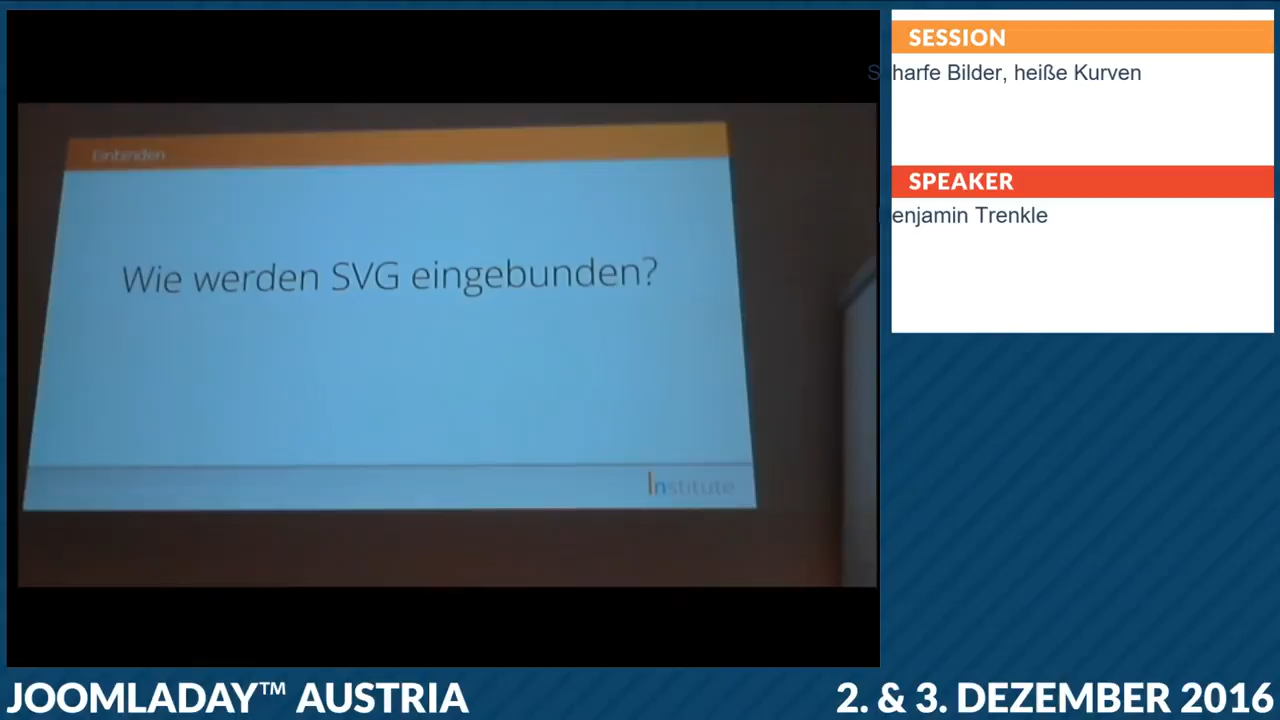 SESSION
Scharfe Bilder, heiße Kurven
SPEAKER
Benjamin Trenkle
Einbinden
Wie werden SVG eingebunden?
Institute
JOOMLADAY™ AUSTRIA
2. & 3. DEZEMBER 2016